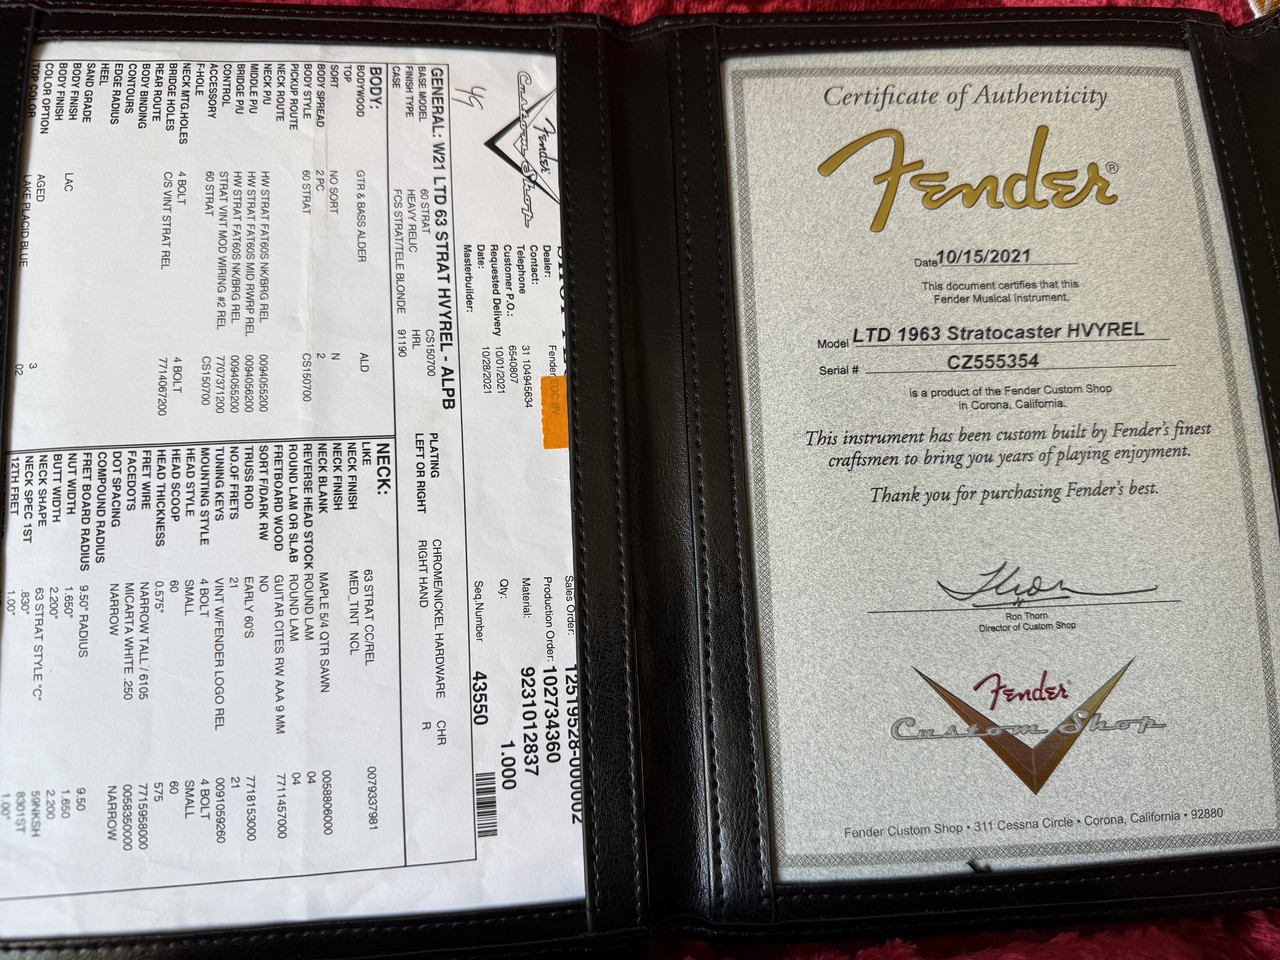 Fender
Custom Shop
49
Dealer: Fender EDC BV
Contact:
Telephone 31 104945634
Customer P.O.: 6540807
Requested Delivery 10/01/2021
Date: 10/28/2021
Masterbuilder:
Sales Order: 12519528-000002
Production Order: 102734360
Material: 9231012837
Qty: 1.000
Seq.Number 43550
GENERAL: W21 LTD 63 STRAT HVYREL - ALPB
BASE MODEL 60 STRAT CS150700
FINISH TYPE HEAVY RELIC HRL
CASE FCS STRAT/TELE BLONDE 91190
PLATING CHROME/NICKEL HARDWARE CHR
LEFT OR RIGHT RIGHT HAND R
BODY:
BODYWOOD GTR & BASS ALDER ALD
TOP
SORT NO SORT N
BODY SPREAD 2 PC 2
BODY STYLE 60 STRAT CS150700
PICKUP ROUTE
NECK ROUTE
NECK P/U HW STRAT FAT60S NK/BRG REL 0094055200
MIDDLE P/U HW STRAT FAT60S MID RWRP REL 0094056200
BRIDGE P/U HW STRAT FAT60S NK/BRG REL 0094055200
CONTROL STRAT VINT MOD WIRING #2 REL 7707371200
ACCESSORY 60 STRAT CS150700
F-HOLE
NECK MTG.HOLES 4 BOLT 4 BOLT
BRIDGE HOLES C/S VINT STRAT REL 7714067200
REAR ROUTE
BODY BINDING
CONTOURS
EDGE RADIUS
HEEL
SAND GRADE
BODY FINISH
BODY FINISH LAC
COLOR OPTION AGED 3
TOP COLOR LAKE PLACID BLUE 02
NECK:
LIKE 63 STRAT CC/REL 0079337981
NECK FINISH MED_TINT NCL
NECK FINISH
NECK BLANK MAPLE 5/4 QTR SAWN 0058806000
REVERSE HEAD STOCK ROUND LAM 04
ROUND LAM OR SLAB ROUND LAM 04
FRETBOARD WOOD GUITAR CITES RW AAA 9 MM 7711457000
SORT F/DARK RW NO
TRUSS ROD EARLY 60'S 7718153000
NO.OF FRETS 21 21
TUNING KEYS VINT W/FENDER LOGO REL 0091059260
MOUNTING STYLE 4 BOLT 4 BOLT
HEAD STYLE SMALL SMALL
HEAD SCOOP 60 60
HEAD THICKNESS 0.575" 575
FRET WIRE NARROW TALL / 6105 7715958000
FACEDOTS MICARTA WHITE .250 0058350000
DOT SPACING NARROW NARROW
COMPOUND RADIUS
FRET BOARD RADIUS 9.50" RADIUS 9.50
NUT WIDTH 1.650" 1.650
BUTT WIDTH 2.200" 2.200
NECK SHAPE 63 STRAT STYLE "C" 59NKSH
NECK SPEC 1ST .830" 8301ST
12TH FRET 1.00" 1.00"
Certificate of Authenticity
Fender®
Date 10/15/2021
This document certifies that this
Fender Musical Instrument,
Model LTD 1963 Stratocaster HVYREL
Serial # CZ555354
is a product of the Fender Custom Shop
in Corona, California.
This instrument has been custom built by Fender's finest
craftsmen to bring you years of playing enjoyment.
Thank you for purchasing Fender's best.
Ron Thorn
Director of Custom Shop
Fender
Custom Shop
Fender Custom Shop • 311 Cessna Circle • Corona, California • 92880